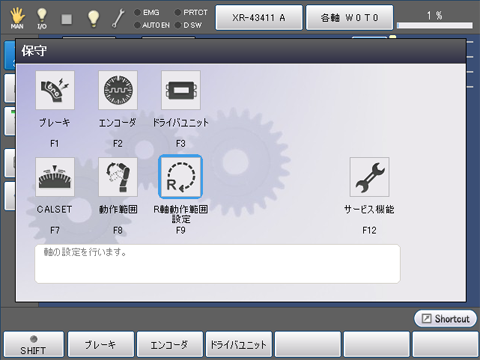 MAN
I/O
EMG
PRTCT
AUTO EN
D SW
XR-43411 A
各軸 W 0 T 0
1 %
保守
ブレーキ
エンコーダ
ドライバユニット
F1
F2
F3
CALSET
動作範囲
R
R軸動作範囲
設定
サービス機能
F7
F8
F9
F12
軸の設定を行います。
Shortcut
SHIFT
ブレーキ
エンコーダ
ドライバユニット